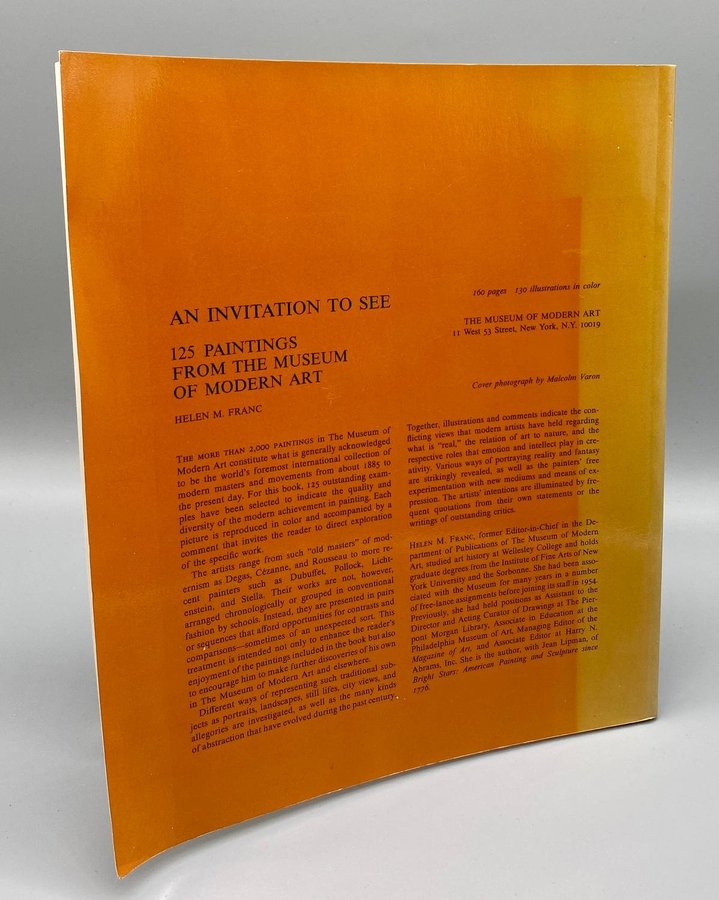 AN INVITATION TO SEE
125 PAINTINGS
FROM THE MUSEUM
OF MODERN ART
HELEN M. FRANC
160 pages 130 illustrations in color
THE MUSEUM OF MODERN ART
11 West 53 Street, New York, N.Y. 10019
Cover photograph by Malcolm Varon
THE MORE THAN 2,000 PAINTINGS in The Museum of
Modern Art constitute what is generally acknowledged
to be the world's foremost international collection of
modern masters and movements from about 1885 to
the present day. For this book, 125 outstanding exam-
ples have been selected to indicate the quality and
diversity of the modern achievement in painting. Each
picture is reproduced in color and accompanied by a
comment that invites the reader to direct exploration
of the specific work.
The artists range from such "old masters" of mod-
ernism as Degas, Cézanne, and Rousseau to more re-
cent painters such as Dubuffet, Pollock, Licht-
enstein, and Stella. Their works are not, however,
arranged chronologically or grouped in conventional
fashion by schools. Instead, they are presented in pairs
or sequences that afford opportunities for contrasts and
comparisons—sometimes of an unexpected sort. This
treatment is intended not only to enhance the reader's
enjoyment of the paintings included in the book but also
to encourage him to make further discoveries of his own
in The Museum of Modern Art and elsewhere.
Different ways of representing such traditional sub-
jects as portraits, landscapes, still lifes, city views, and
allegories are investigated, as well as the many kinds
of abstraction that have evolved during the past century.
Together, illustrations and comments indicate the con-
flicting views that modern artists have held regarding
what is "real," the relation of art to nature, and the
respective roles that emotion and intellect play in cre-
ativity. Various ways of portraying reality and fantasy
are strikingly revealed, as well as the painters' free
experimentation with new mediums and means of ex-
pression. The artists' intentions are illuminated by fre-
quent quotations from their own statements or the
writings of outstanding critics.
HELEN M. FRANC, former Editor-in-Chief in the De-
partment of Publications of The Museum of Modern
Art, studied art history at Wellesley College and holds
graduate degrees from the Institute of Fine Arts of New
York University and the Sorbonne. She had been asso-
ciated with the Museum for many years in a number
of free-lance assignments before joining its staff in 1954.
Previously, she had held positions as Assistant to the
Director and Acting Curator of Drawings at The Pier-
pont Morgan Library, Associate in Education at the
Philadelphia Museum of Art, Managing Editor of the
Magazine of Art, and Associate Editor at Harry N.
Abrams, Inc. She is the author, with Jean Lipman, of
Bright Stars: American Painting and Sculpture since
1776.